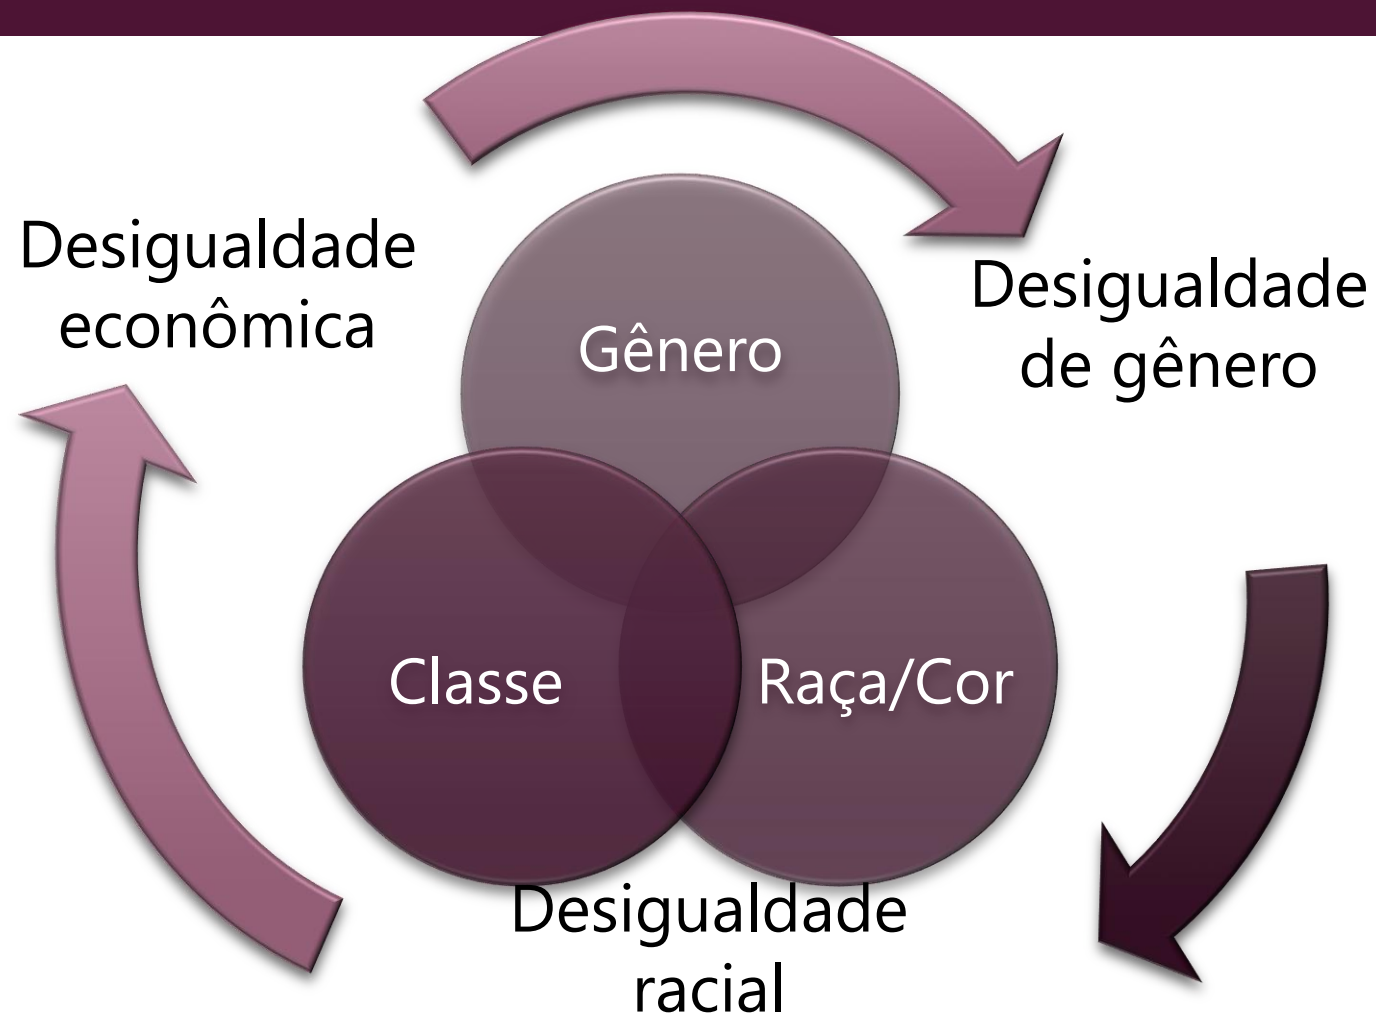 Desigualdade
econômica
Desigualdade
de gênero
Gênero
Classe
Raça/Cor
Desigualdade
racial